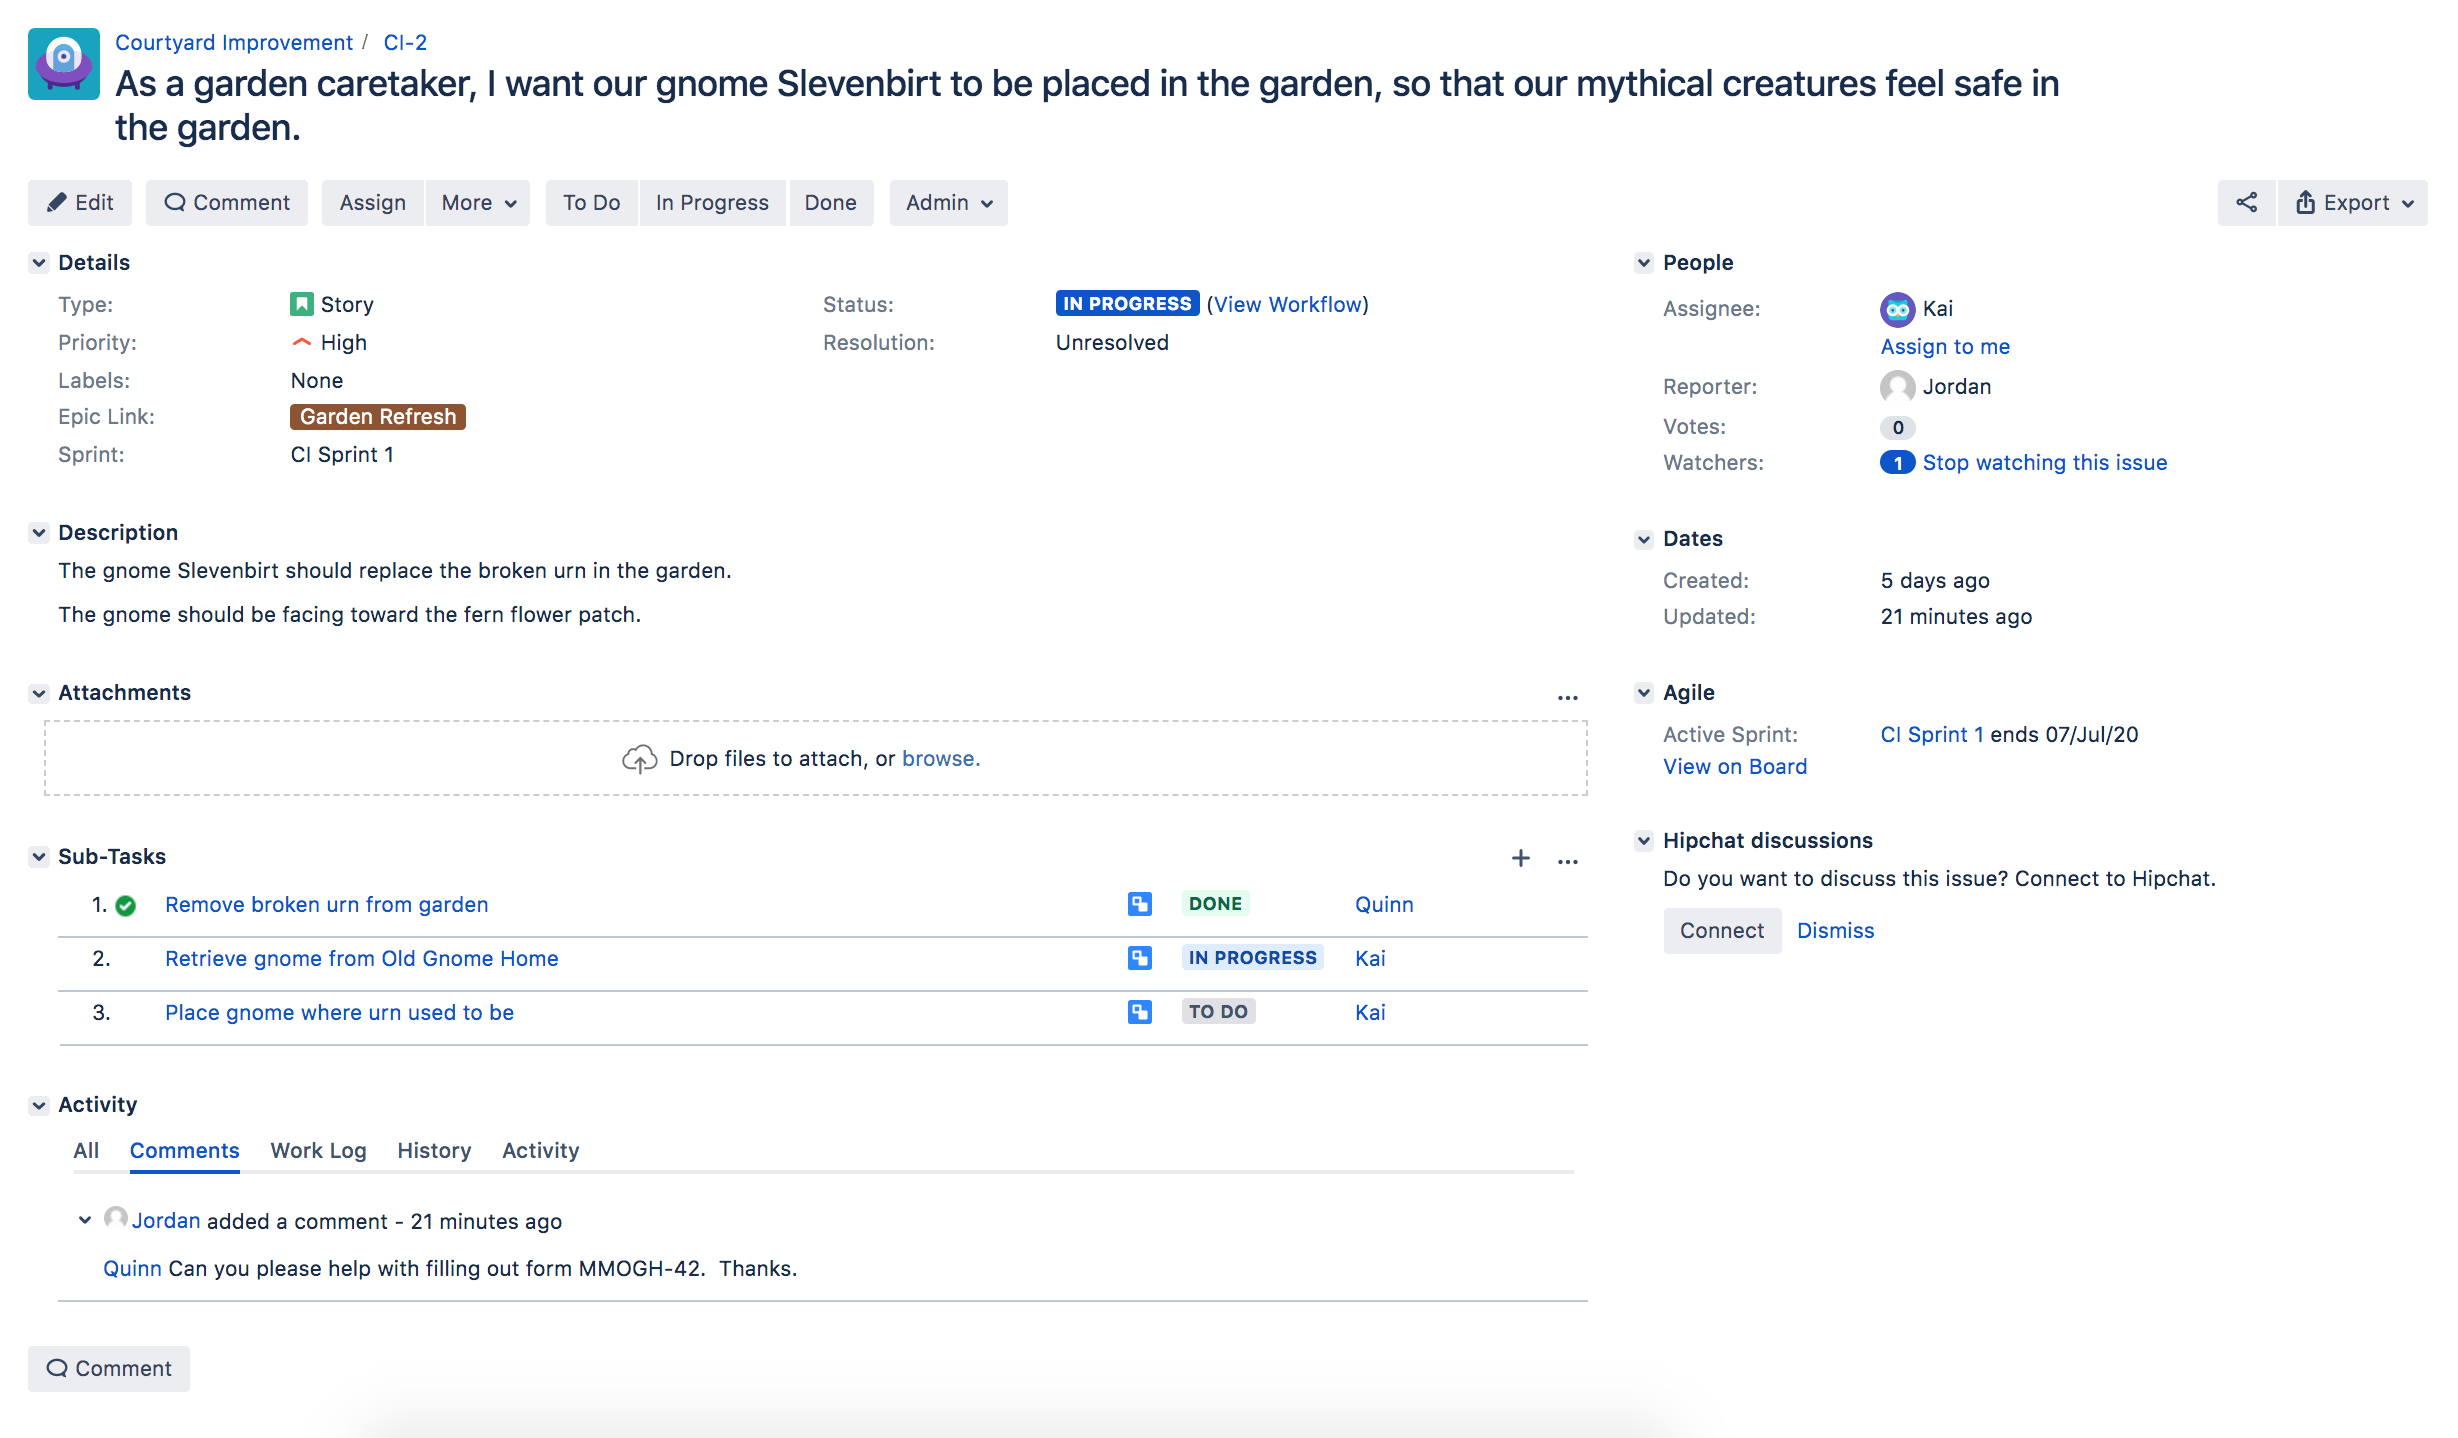 Courtyard Improvement / CI-2
As a garden caretaker, I want our gnome Slevenbirt to be placed in the garden, so that our mythical creatures feel safe in
the garden.
Edit Comment Assign More To Do In Progress Done Admin Export
Details
Type: Story Status: IN PROGRESS (View Workflow)
Priority: High Resolution: Unresolved
Labels: None
Epic Link: Garden Refresh
Sprint: CI Sprint 1
Description
The gnome Slevenbirt should replace the broken urn in the garden.
The gnome should be facing toward the fern flower patch.
Attachments ...
Drop files to attach, or browse.
Sub-Tasks + ...
1. Remove broken urn from garden DONE Quinn
2. Retrieve gnome from Old Gnome Home IN PROGRESS Kai
3. Place gnome where urn used to be TO DO Kai
Activity
All Comments Work Log History Activity
Jordan added a comment - 21 minutes ago
Quinn Can you please help with filling out form MMOGH-42.  Thanks.
Comment
People
Assignee: Kai
Assign to me
Reporter: Jordan
Votes: 0
Watchers: 1 Stop watching this issue
Dates
Created: 5 days ago
Updated: 21 minutes ago
Agile
Active Sprint: CI Sprint 1 ends 07/Jul/20
View on Board
Hipchat discussions
Do you want to discuss this issue? Connect to Hipchat.
Connect Dismiss